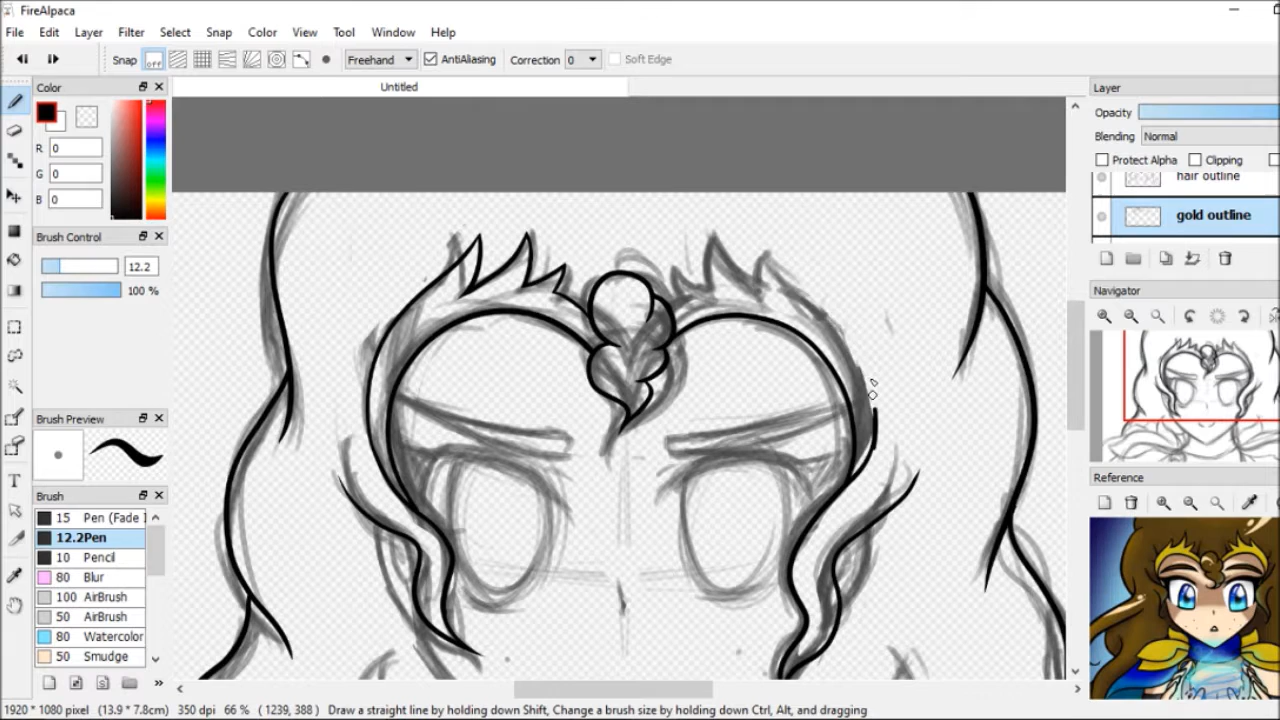 FireAlpaca
File Edit Layer Filter Select Snap Color View Tool Window Help
Snap off Freehand AntiAliasing Correction 0 Soft Edge
Untitled
Color
R 0
G 0
B 0
Brush Control
12.2
100 %
Brush Preview
Brush
15 Pen (Fade
12.2 Pen
10 Pencil
80 Blur
100 AirBrush
50 AirBrush
80 Watercolor
50 Smudge
T
Layer
Opacity
Blending Normal
Protect Alpha Clipping
hair outline
gold outline
Navigator
Reference
1920 * 1080 pixel (13.9 * 7.8cm) 350 dpi 66 % ( 1239, 388 ) Draw a straight line by holding down Shift, Change a brush size by holding down Ctrl, Alt, and dragging